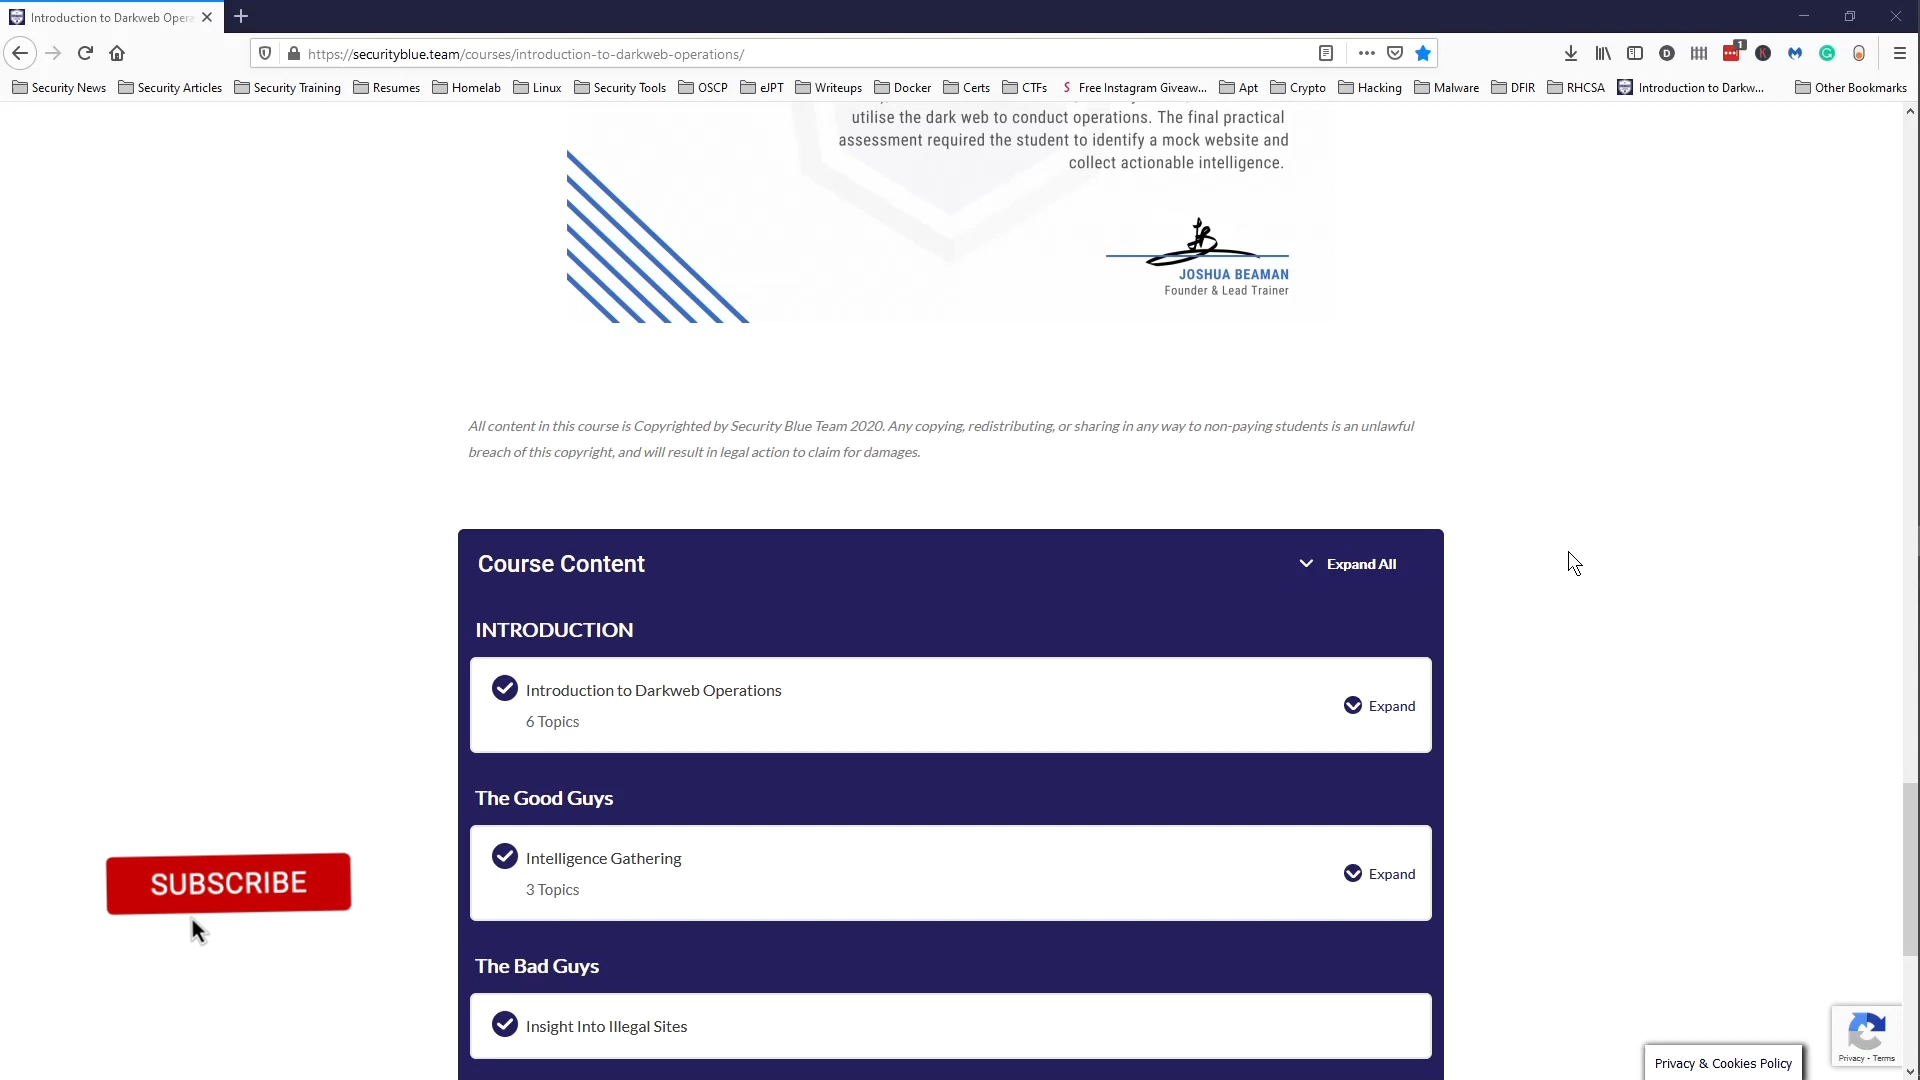 Introduction to Darkweb Opera
https://securityblue.team/courses/introduction-to-darkweb-operations/
1
Security News Security Articles Security Training Resumes Homelab Linux Security Tools OSCP eJPT Writeups Docker Certs CTFs Free Instagram Giveaw... Apt Crypto Hacking Malware DFIR RHCSA Introduction to Darkw... Other Bookmarks
utilise the dark web to conduct operations. The final practical
assessment required the student to identify a mock website and
collect actionable intelligence.
JOSHUA BEAMAN
Founder & Lead Trainer
All content in this course is Copyrighted by Security Blue Team 2020. Any copying, redistributing, or sharing in any way to non-paying students is an unlawful
breach of this copyright, and will result in legal action to claim for damages.
Course Content
Expand All
INTRODUCTION
Introduction to Darkweb Operations
6 Topics
Expand
The Good Guys
Intelligence Gathering
3 Topics
Expand
SUBSCRIBE
The Bad Guys
Insight Into Illegal Sites
Privacy - Terms
Privacy & Cookies Policy